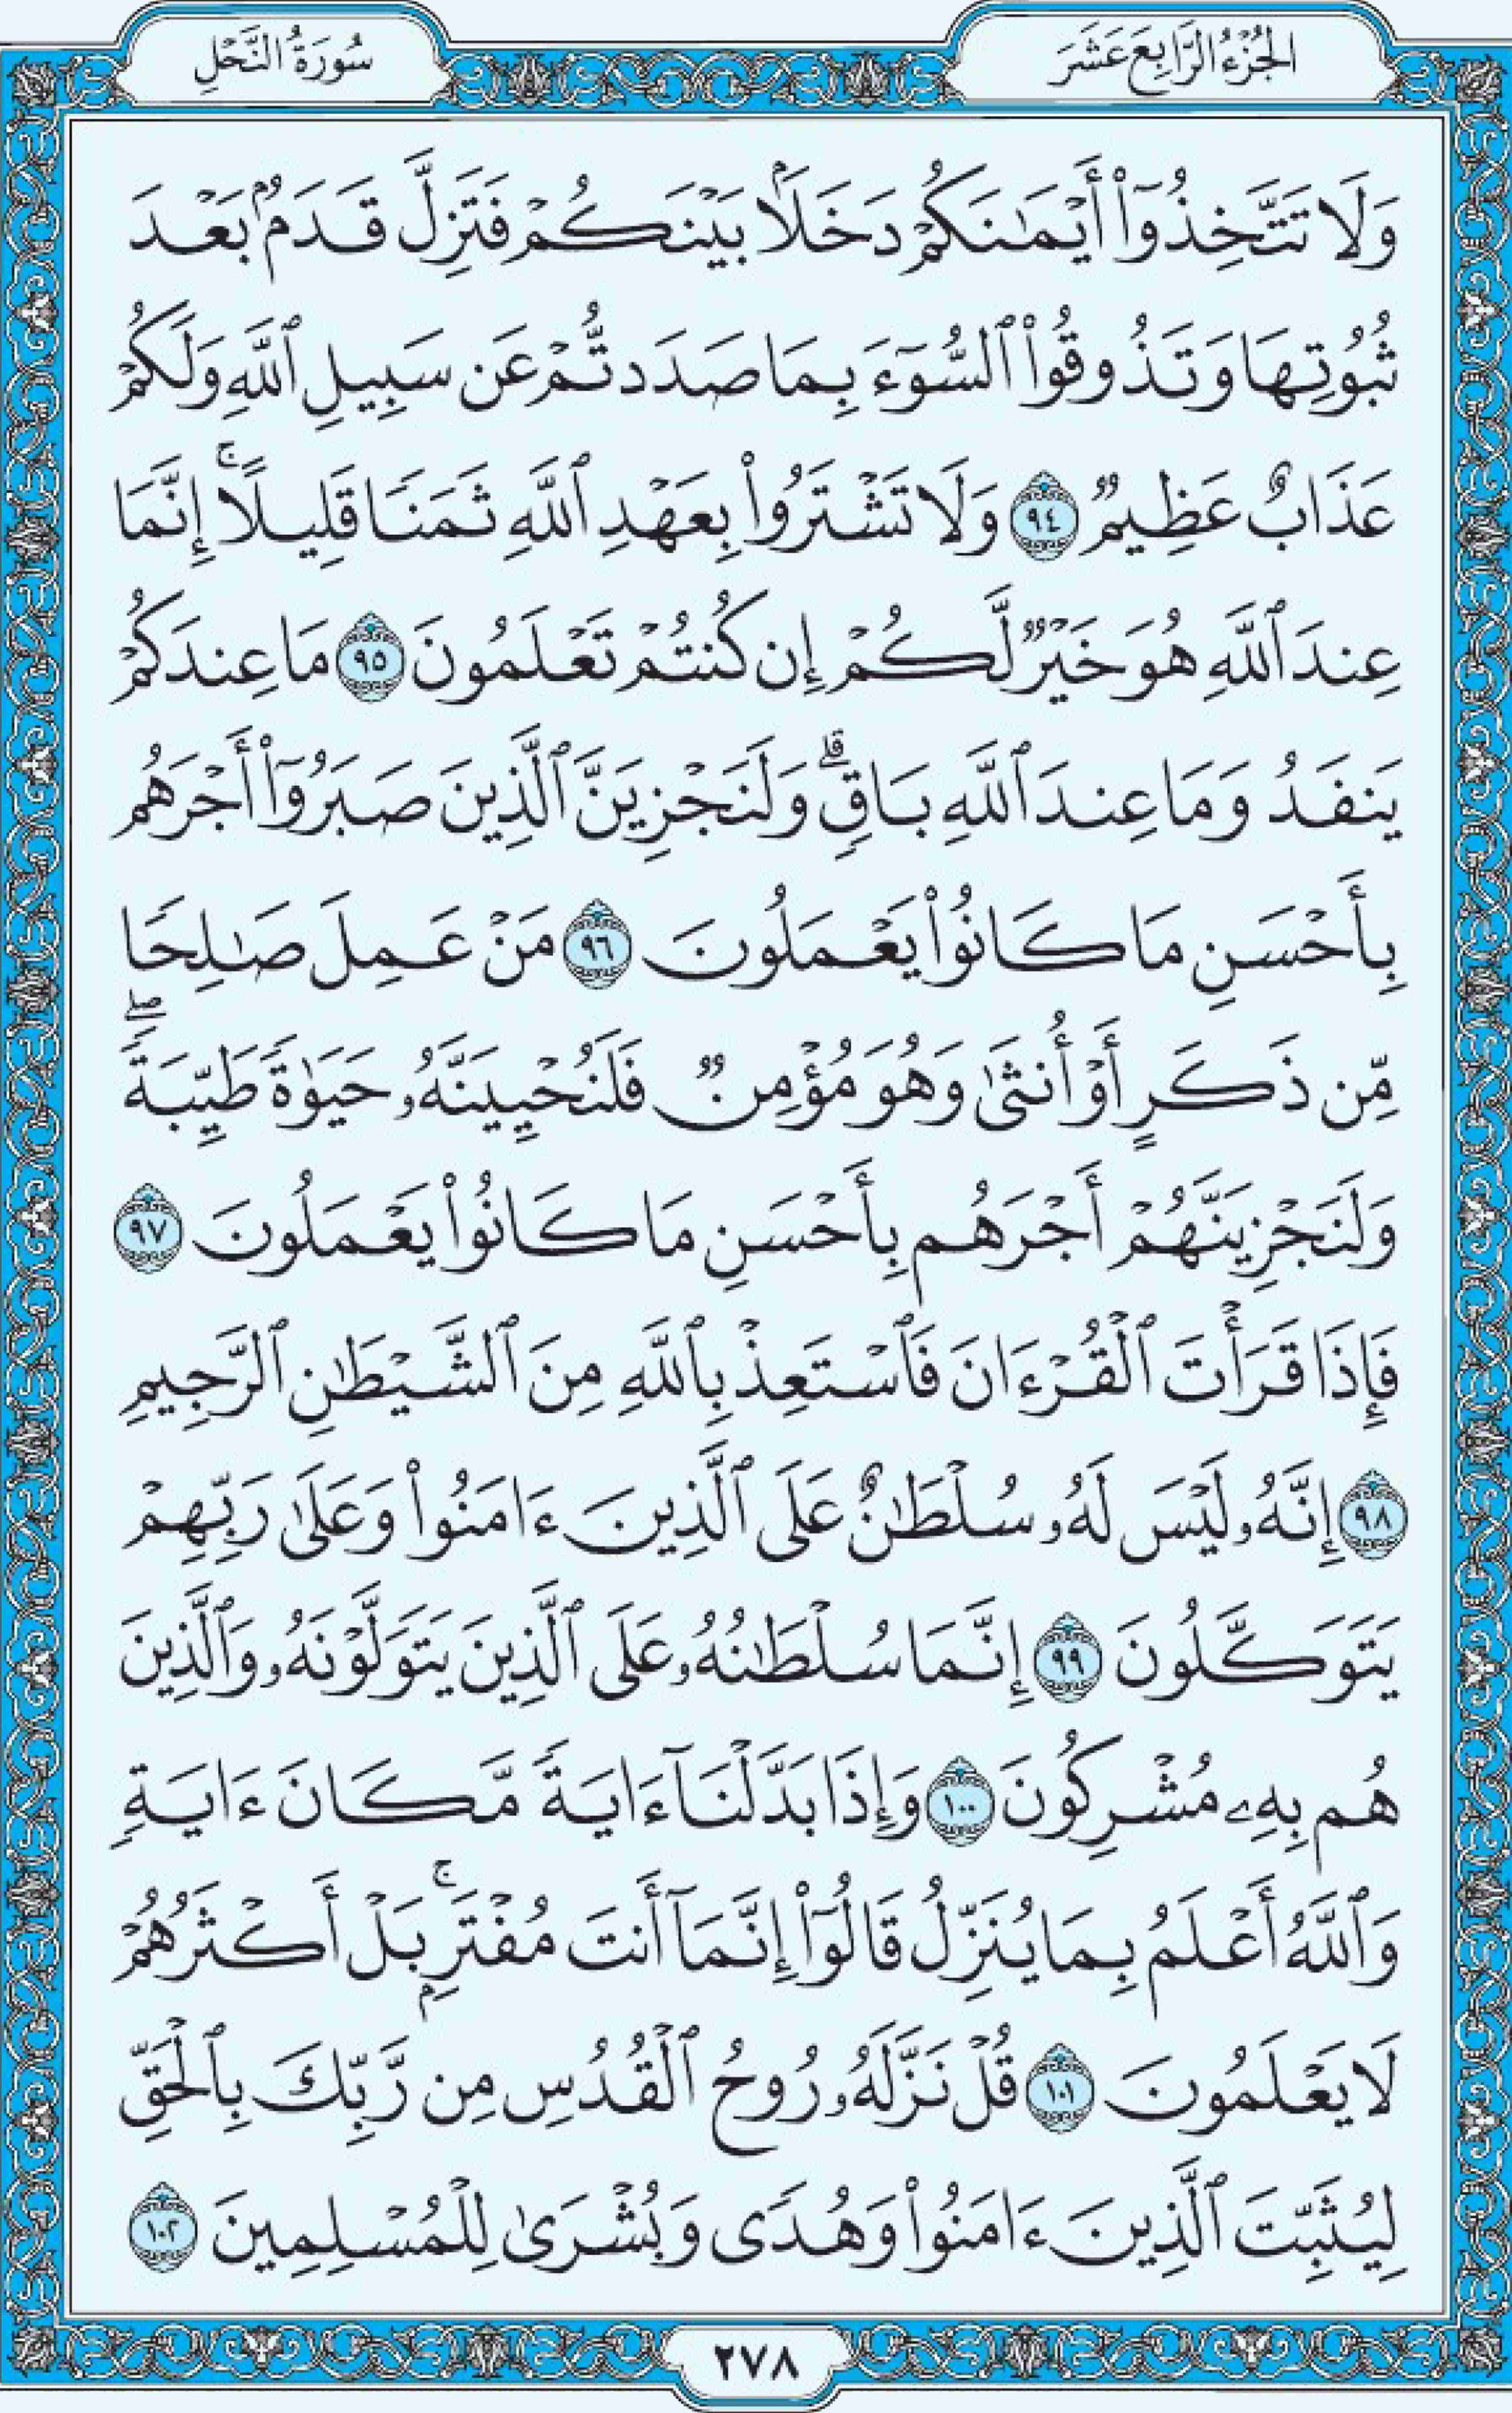 الجُزْءُ الرَّابِعَ عَشَرَ
سُورَةُ النَّحْلِ
وَلَا تَتَّخِذُوٓا۟ أَيْمَـٰنَكُمْ دَخَلًۢا بَيْنَكُمْ فَتَزِلَّ قَدَمٌۢ بَعْدَ
ثُبُوتِهَا وَتَذُوقُوا۟ ٱلسُّوٓءَ بِمَا صَدَدتُّمْ عَن سَبِيلِ ٱللَّهِ وَلَكُمْ
عَذَابٌ عَظِيمٌ ٩٤ وَلَا تَشْتَرُوا۟ بِعَهْدِ ٱللَّهِ ثَمَنًا قَلِيلًا ۚ إِنَّمَا
عِندَ ٱللَّهِ هُوَ خَيْرٌ لَّكُمْ إِن كُنتُمْ تَعْلَمُونَ ٩٥ مَا عِندَكُمْ
يَنفَدُ وَمَا عِندَ ٱللَّهِ بَاقٍ ۗ وَلَنَجْزِيَنَّ ٱلَّذِينَ صَبَرُوٓا۟ أَجْرَهُم
بِأَحْسَنِ مَا كَانُوا۟ يَعْمَلُونَ ٩٦ مَنْ عَمِلَ صَـٰلِحًا
مِّن ذَكَرٍ أَوْ أُنثَىٰ وَهُوَ مُؤْمِنٌ فَلَنُحْيِيَنَّهُۥ حَيَوٰةً طَيِّبَةً ۖ
وَلَنَجْزِيَنَّهُمْ أَجْرَهُم بِأَحْسَنِ مَا كَانُوا۟ يَعْمَلُونَ ٩٧
فَإِذَا قَرَأْتَ ٱلْقُرْءَانَ فَٱسْتَعِذْ بِٱللَّهِ مِنَ ٱلشَّيْطَـٰنِ ٱلرَّجِيمِ
٩٨ إِنَّهُۥ لَيْسَ لَهُۥ سُلْطَـٰنٌ عَلَى ٱلَّذِينَ ءَامَنُوا۟ وَعَلَىٰ رَبِّهِمْ
يَتَوَكَّلُونَ ٩٩ إِنَّمَا سُلْطَـٰنُهُۥ عَلَى ٱلَّذِينَ يَتَوَلَّوْنَهُۥ وَٱلَّذِينَ
هُم بِهِۦ مُشْرِكُونَ ١٠٠ وَإِذَا بَدَّلْنَآ ءَايَةً مَّكَانَ ءَايَةٍ
وَٱللَّهُ أَعْلَمُ بِمَا يُنَزِّلُ قَالُوٓا۟ إِنَّمَآ أَنتَ مُفْتَرٍۭ ۚ بَلْ أَكْثَرُهُمْ
لَا يَعْلَمُونَ ١٠١ قُلْ نَزَّلَهُۥ رُوحُ ٱلْقُدُسِ مِن رَّبِّكَ بِٱلْحَقِّ
لِيُثَبِّتَ ٱلَّذِينَ ءَامَنُوا۟ وَهُدًى وَبُشْرَىٰ لِلْمُسْلِمِينَ ١٠٢
٢٧٨